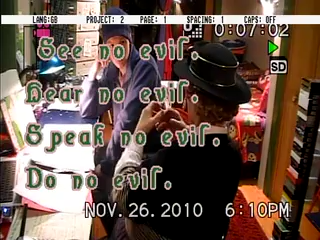 LANG:GB PROJECT: 2 PAGE: 1 SPACING: 1 CAPS: OFF
0:07:02
SD
See no evil.
Hear no evil.
Speak no evil.
Do no evil.
NOV.26.2010 6:10PM